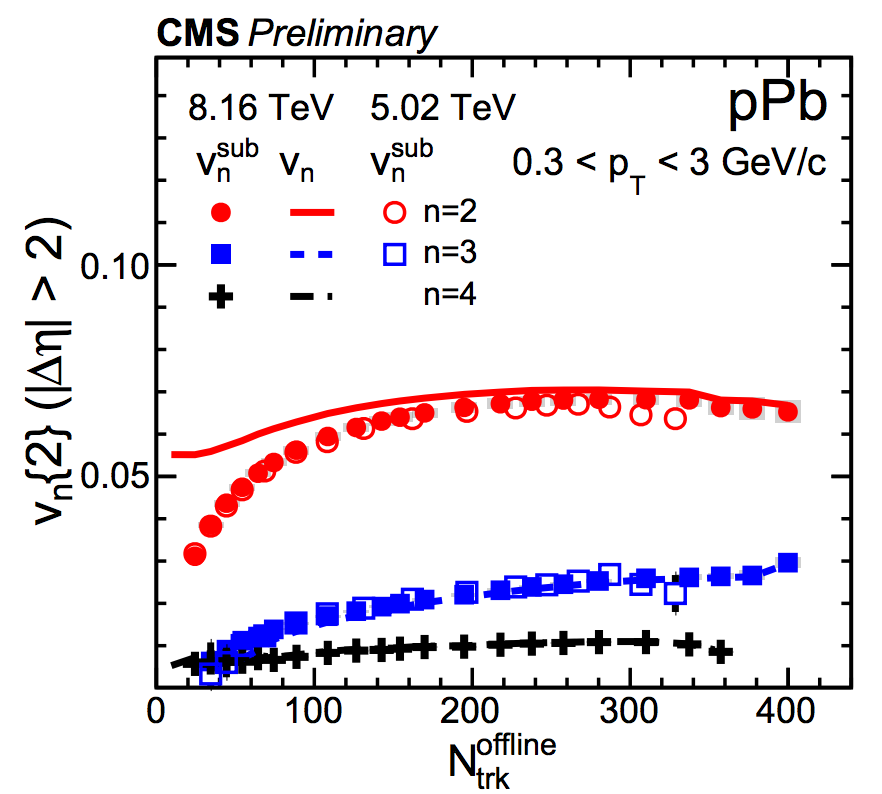 CMS Preliminary
8.16 TeV 5.02 TeV pPb
v_n^sub v_n v_n^sub 0.3 < p_T < 3 GeV/c
n=2
n=3
n=4
v_n{2} (|Δη| > 2)
0.10
0.05
0 100 200 300 400
N_trk^offline